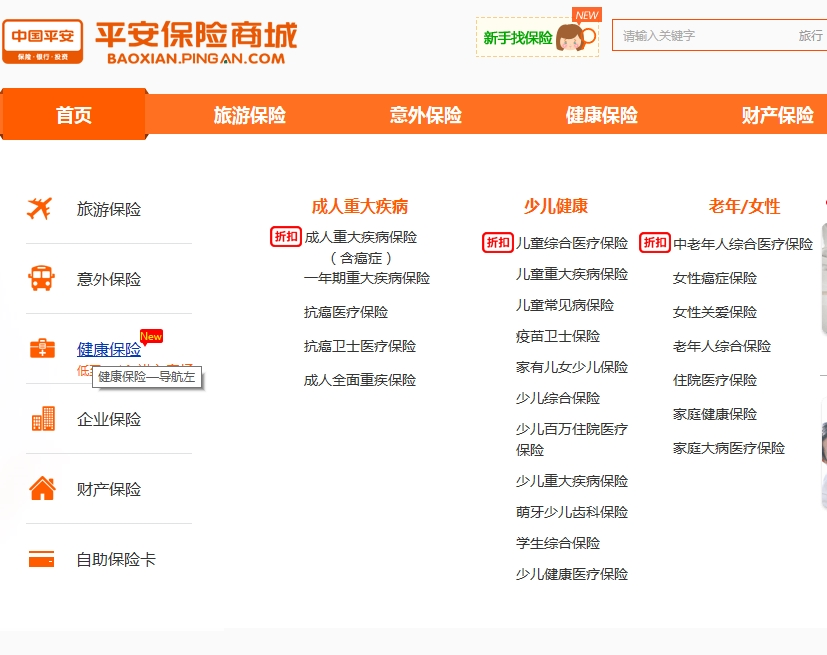 中国平安
保险·银行·投资
平安保险商城
BAOXIAN.PINGAN.COM
新手找保险
NEW
请输入关键字
旅行
首页
旅游保险
意外保险
健康保险
财产保险
旅游保险
意外保险
健康保险
New
健康保险—导航左
企业保险
财产保险
自助保险卡
成人重大疾病
折扣
成人重大疾病保险
（含癌症）
一年期重大疾病保险
抗癌医疗保险
抗癌卫士医疗保险
成人全面重疾保险
少儿健康
折扣
儿童综合医疗保险
儿童重大疾病保险
儿童常见病保险
疫苗卫士保险
家有儿女少儿保险
少儿综合保险
少儿百万住院医疗
保险
少儿重大疾病保险
萌牙少儿齿科保险
学生综合保险
少儿健康医疗保险
老年/女性
折扣
中老年人综合医疗保险
女性癌症保险
女性关爱保险
老年人综合保险
住院医疗保险
家庭健康保险
家庭大病医疗保险